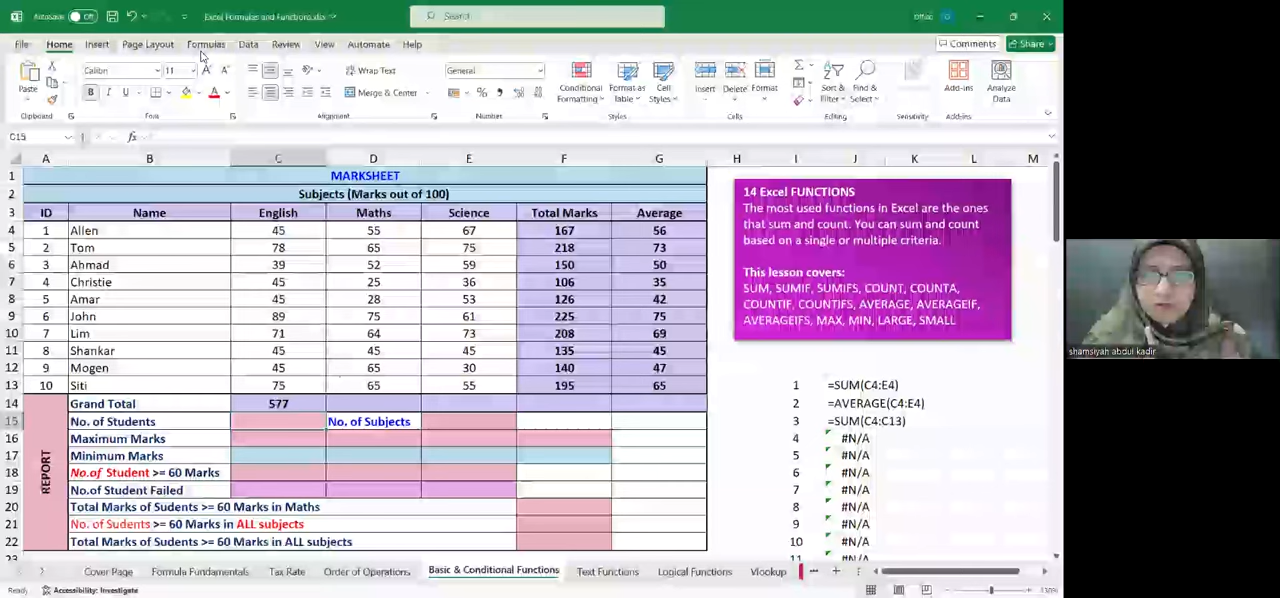 AutoSave Off Excel Formulas and Functions.xlsx Search Office
File Home Insert Page Layout Formulas Data Review View Automate Help Comments Share
Calibri 11 Wrap Text General
Paste B I U Merge & Center % Conditional Formatting Format as Table Cell Styles Insert Delete Format Sort & Filter Find & Select Add-ins Analyze Data
Clipboard Font Alignment Number Styles Cells Editing Sensitivity Add-ins
C15 fx
A B C D E F G H I J K L M
1 MARKSHEET
2 Subjects (Marks out of 100)
3 ID Name English Maths Science Total Marks Average
4 1 Allen 45 55 67 167 56
5 2 Tom 78 65 75 218 73
6 3 Ahmad 39 52 59 150 50
7 4 Christie 45 25 36 106 35
8 5 Amar 45 28 53 126 42
9 6 John 89 75 61 225 75
10 7 Lim 71 64 73 208 69
11 8 Shankar 45 45 45 135 45
12 9 Mogen 45 65 30 140 47
13 10 Siti 75 65 55 195 65
14 Grand Total 577
15 No. of Students No. of Subjects
16 Maximum Marks
17 Minimum Marks
18 No.of Student >= 60 Marks
19 No.of Student Failed
20 Total Marks of Sudents >= 60 Marks in Maths
21 No. of Sudents >= 60 Marks in ALL subjects
22 Total Marks of Sudents >= 60 Marks in ALL subjects
23
REPORT
14 Excel FUNCTIONS
The most used functions in Excel are the ones
that sum and count. You can sum and count
based on a single or multiple criteria.
This lesson covers:
SUM, SUMIF, SUMIFS, COUNT, COUNTA,
COUNTIF, COUNTIFS, AVERAGE, AVERAGEIF,
AVERAGEIFS, MAX, MIN, LARGE, SMALL
1 =SUM(C4:E4)
2 =AVERAGE(C4:E4)
3 =SUM(C4:C13)
4 #N/A
5 #N/A
6 #N/A
7 #N/A
8 #N/A
9 #N/A
10 #N/A
11 #N/A
shamsiyah abdul kadir
Cover Page Formula Fundamentals Tax Rate Order of Operations Basic & Conditional Functions Text Functions Logical Functions Vlookup
Ready Accessibility: Investigate 130%